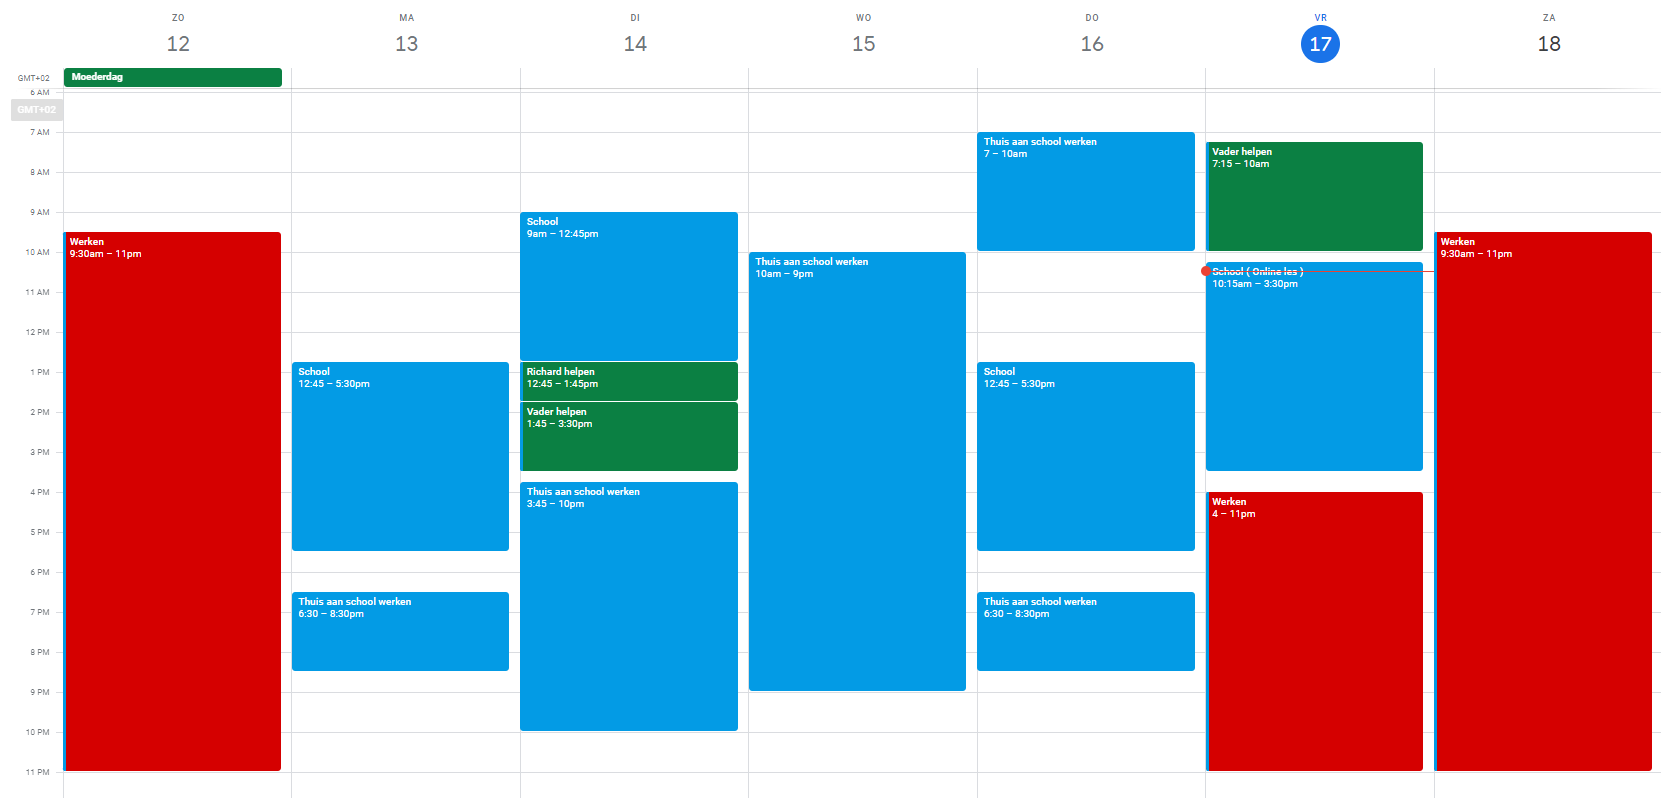 ZO
12
MA
13
DI
14
WO
15
DO
16
VR
17
ZA
18
GMT+02
Moederdag
6 AM
GMT+02
7 AM
8 AM
9 AM
10 AM
11 AM
12 PM
1 PM
2 PM
3 PM
4 PM
5 PM
6 PM
7 PM
8 PM
9 PM
10 PM
11 PM
Werken
9:30am – 11pm
School
12:45 – 5:30pm
Thuis aan school werken
6:30 – 8:30pm
School
9am – 12:45pm
Richard helpen
12:45 – 1:45pm
Vader helpen
1:45 – 3:30pm
Thuis aan school werken
3:45 – 10pm
Thuis aan school werken
10am – 9pm
Thuis aan school werken
7 – 10am
School
12:45 – 5:30pm
Thuis aan school werken
6:30 – 8:30pm
Vader helpen
7:15 – 10am
School ( Online les )
10:15am – 3:30pm
Werken
4 – 11pm
Werken
9:30am – 11pm